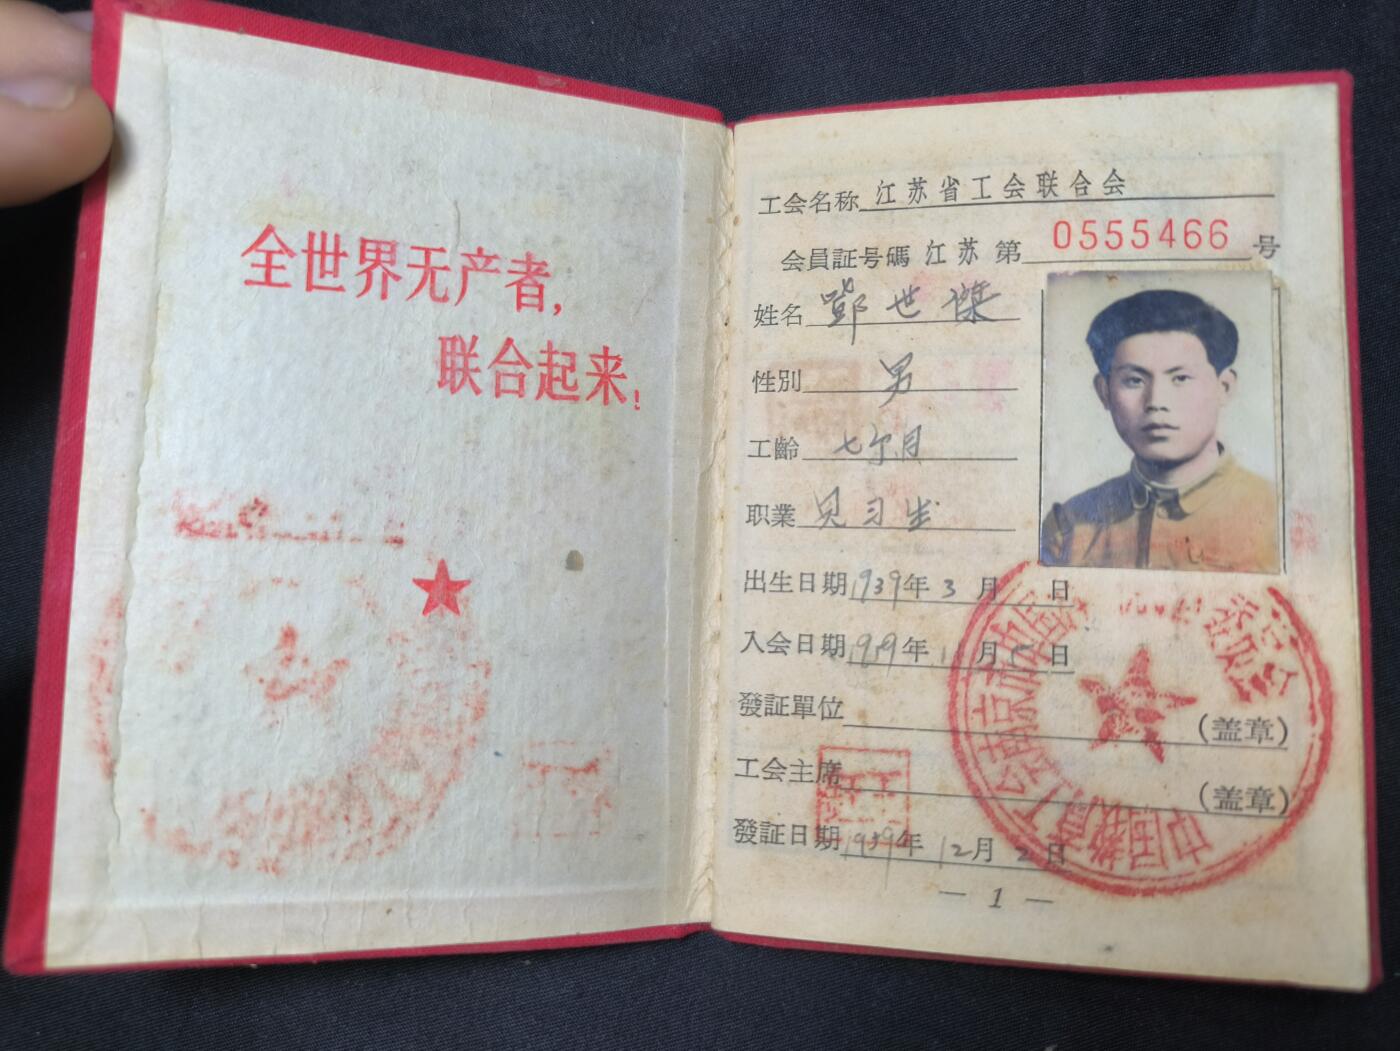 全世界无产者，
联合起来！
工会名称 江苏省工会联合会
会員証号碼 江苏 第 0555466 号
姓名 鄧世傑
性别 男
工齡 七个月
职業 见习生
出生日期 1939年 3 月 日
入会日期 1959年 月 日
發証單位 (盖章)
工会主席 (盖章)
發証日期 1959年 12月 2日
— 1 —